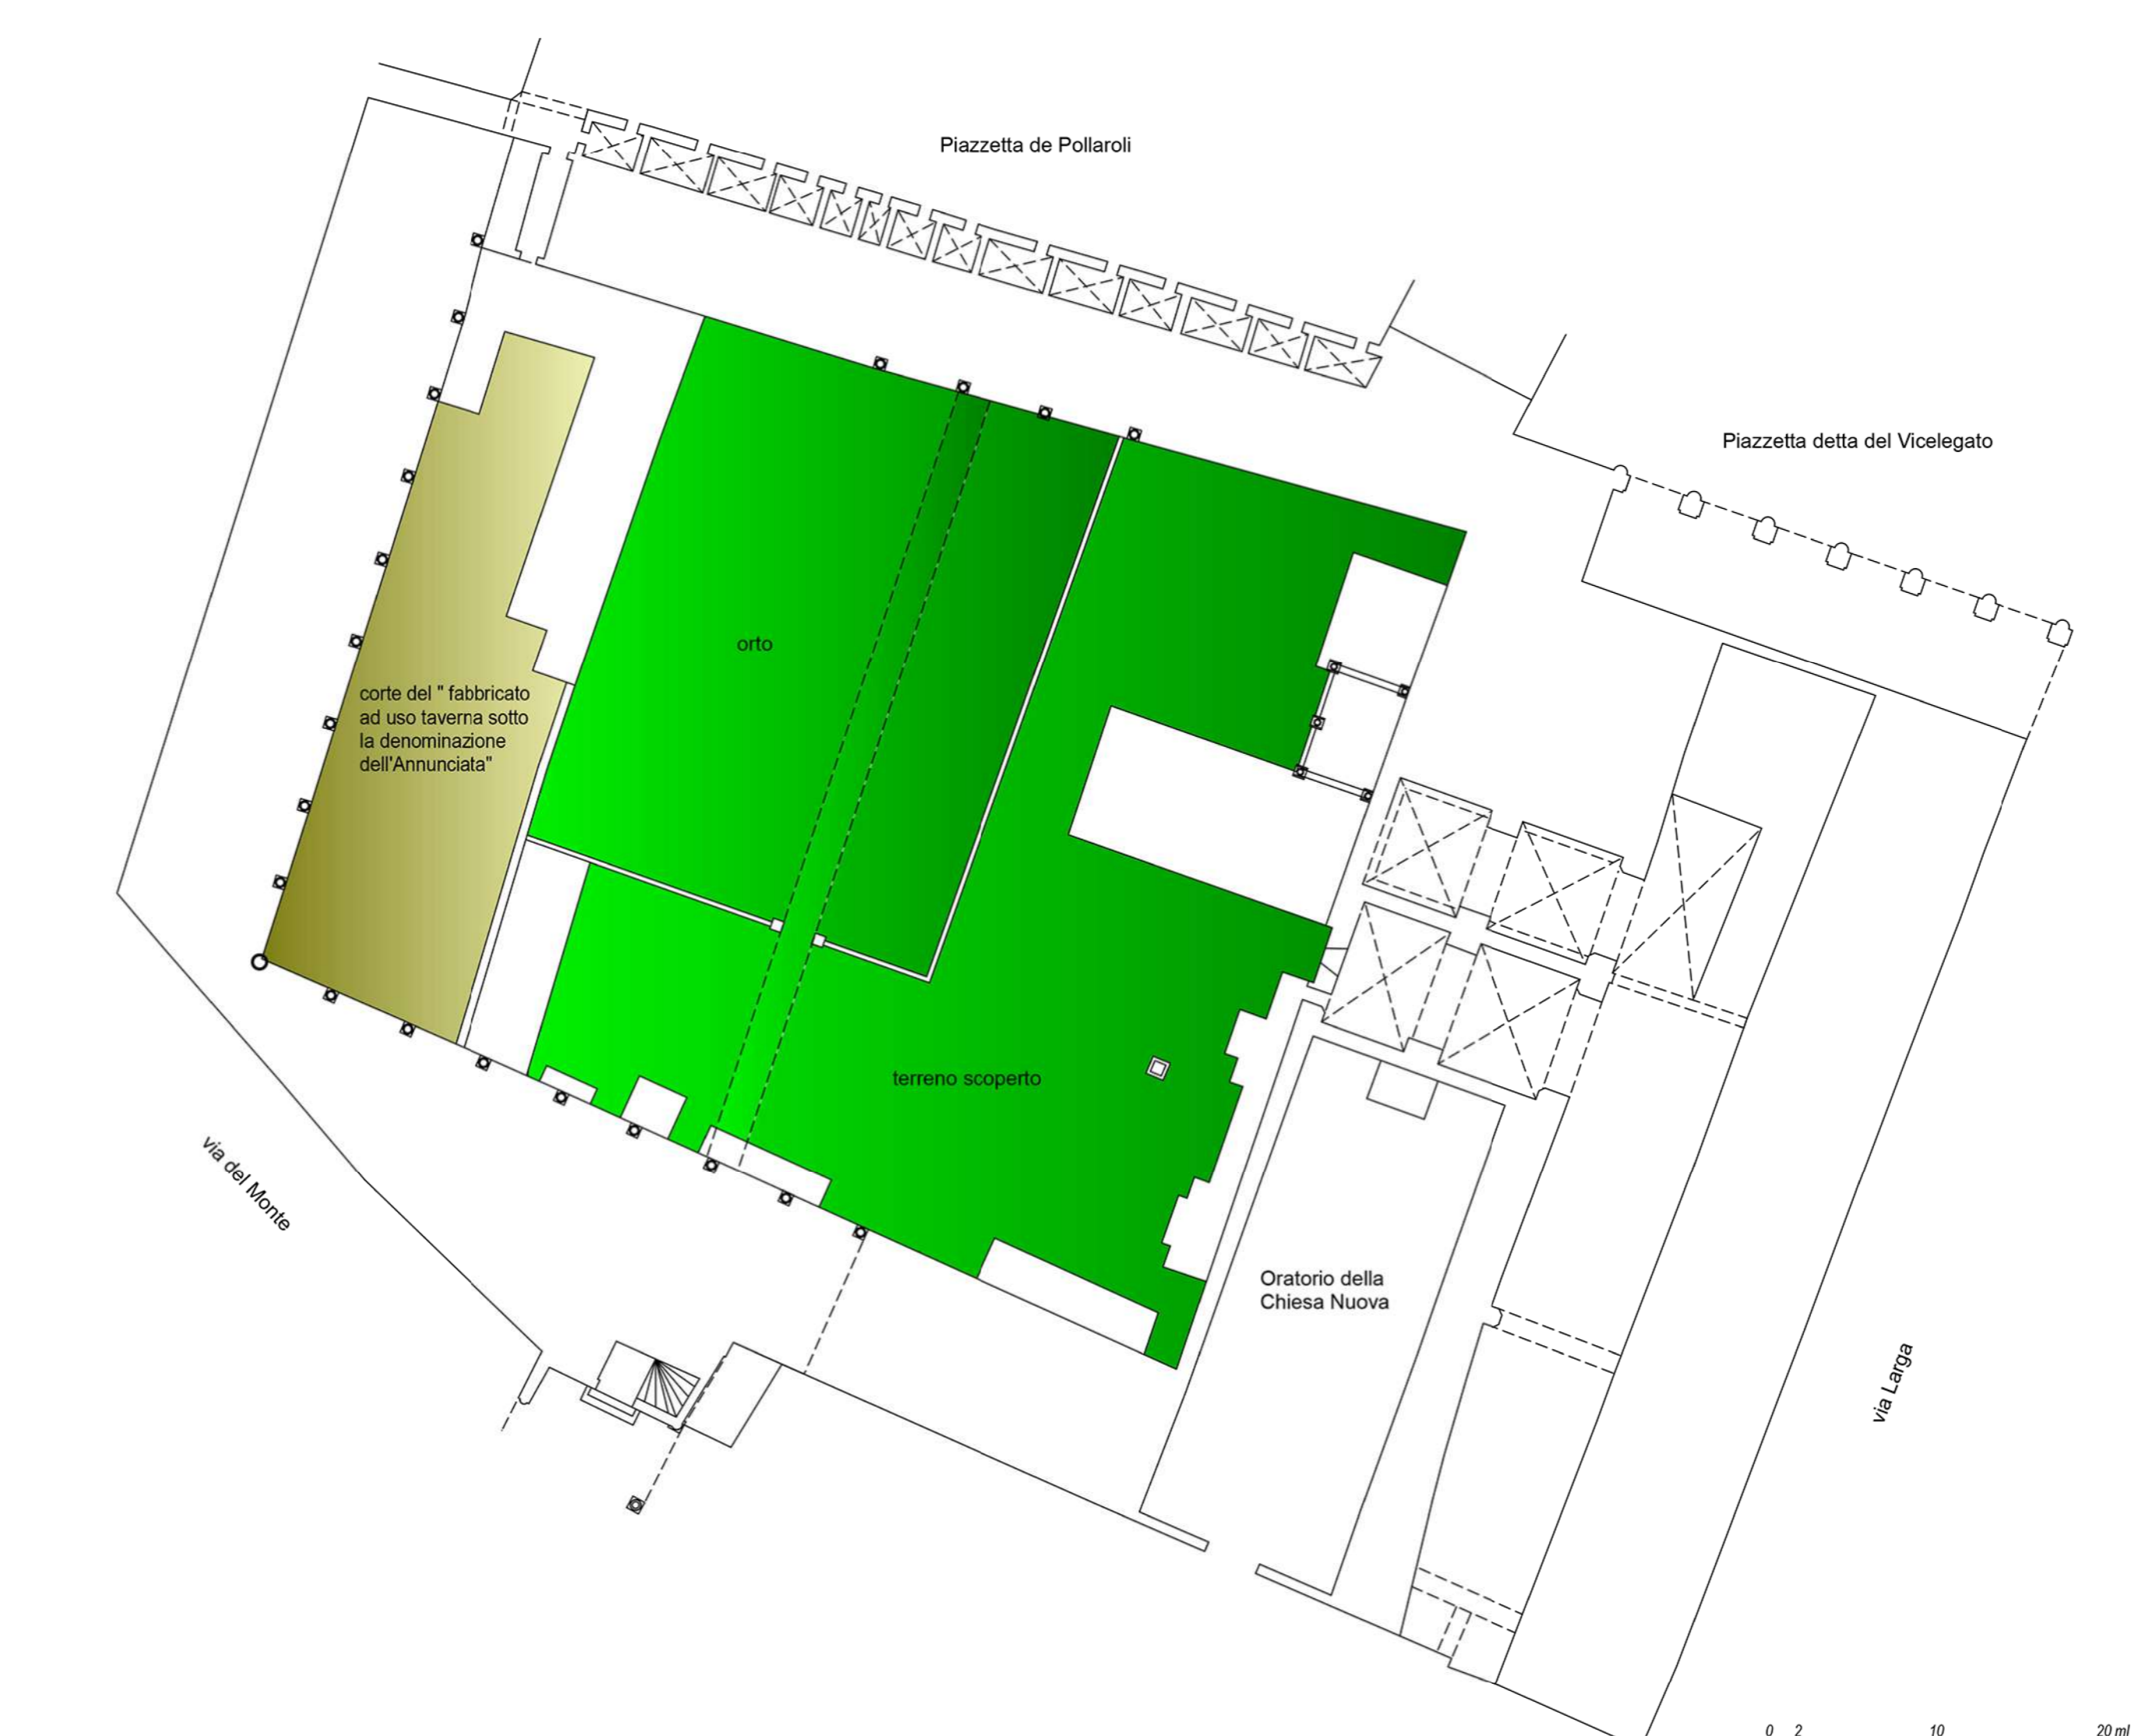 Piazzetta de Pollaroli
Piazzetta detta del Vicelegato
orto
corte del " fabbricato
ad uso taverna sotto
la denominazione
dell'Annunciata"
terreno scoperto
via del Monte
Oratorio della
Chiesa Nuova
via Larga
0 2 10 20 ml